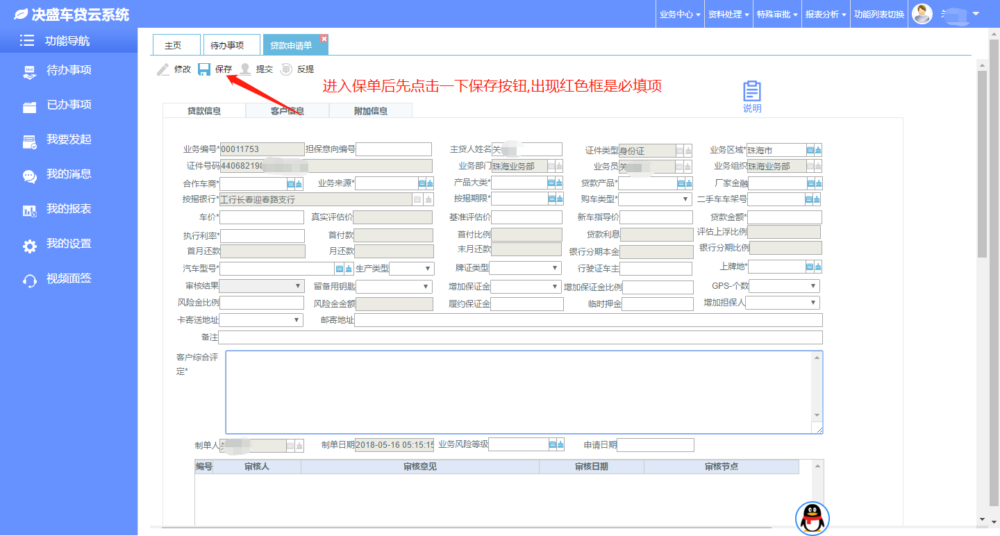 决盛车贷云系统
业务中心 资料处理 特殊审批 报表分析 功能列表切换
功能导航
待办事项
已办事项
我要发起
我的消息
我的报表
我的设置
视频面签
主页 待办事项 贷款申请单
修改 保存 提交 反提
进入保单后先点击一下保存按钮,出现红色框是必填项
说明
贷款信息 客户信息 附加信息
业务编号* 00011753 担保意向编号 主贷人姓名 关 证件类型 身份证 业务区域* 珠海市
证件号码 44068219 业务部门 珠海业务部 业务员 关 业务组织 珠海业务部
合作车商* 业务来源* 产品大类* 贷款产品* 厂家金融
按揭银行* 工行长春迎春路支行 按揭期限* 购车类型* 二手车车架号
车价* 真实评估价 基准评估价 新车指导价 贷款金额*
执行利率* 首付款 首付比例 贷款利息 评估上浮比例
首月还款 月还款 末月还款 银行分期本金 银行分期比例
汽车型号* 生产类型 牌证类型 行驶证车主 上牌地*
审核结果 留备用钥匙 增加保证金 增加保证金比例 GPS-个数
风险金比例 风险金金额 履约保证金 临时押金 增加担保人
卡寄送地址 邮寄地址
备注
客户综合评
定*
制单人 制单日期 2018-05-16 05:15:15 业务风险等级 申请日期
编号 审核人 审核意见 审核日期 审核节点